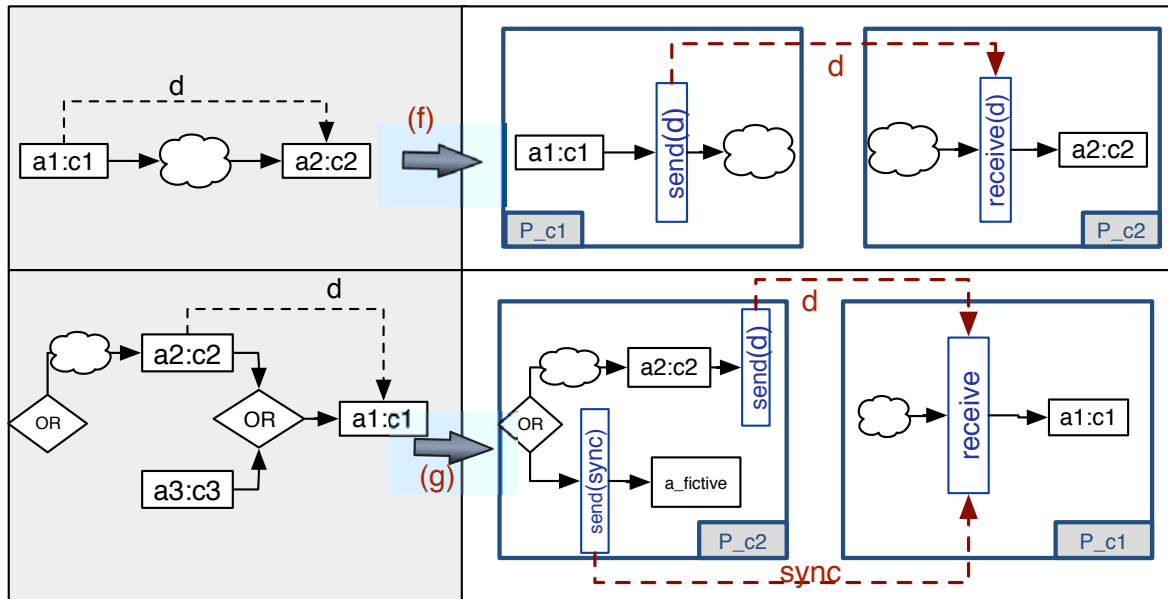 d
a1:c1
a2:c2
(f)
a1:c1
send(d)
P_c1
d
receive(d)
a2:c2
P_c2
d
OR
a2:c2
OR
a3:c3
a1:c1
(g)
OR
a2:c2
send(d)
send(sync)
a_fictive
P_c2
d
sync
receive
a1:c1
P_c1